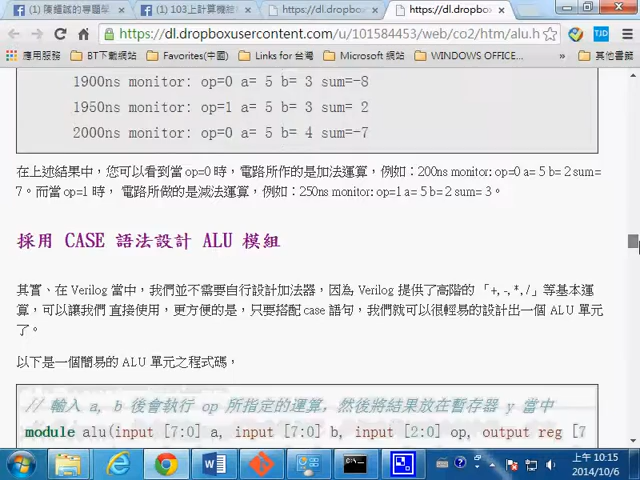 陳鍾誠的專題學
103上計算機組
https://dl.dropboxuserc
https://dl.dropboxuserc
https://dl.dropboxusercontent.com/u/101584453/web/co2/htm/alu.h
應用服務 BT下載網站 Favorites(中國) Links for 台灣 Microsoft 網站 WINDOWS OFFICE... » 其他書籤
1900ns monitor: op=0 a= 5 b= 3 sum=-8
1950ns monitor: op=1 a= 5 b= 3 sum= 2
2000ns monitor: op=0 a= 5 b= 4 sum=-7
在上述結果中，您可以看到當 op=0 時，電路所作的是加法運算，例如：200ns monitor: op=0 a= 5 b= 2 sum=
7。而當 op=1 時， 電路所做的是減法運算，例如：250ns monitor: op=1 a= 5 b= 2 sum= 3。
採用 CASE 語法設計 ALU 模組
其實、在 Verilog 當中，我們並不需要自行設計加法器，因為 Verilog 提供了高階的 「+, -, *, /」等基本運
算，可以讓我們 直接使用，更方便的是，只要搭配 case 語句，我們就可以很輕易的設計出一個 ALU 單元
了。
以下是一個簡易的 ALU 單元之程式碼，
// 輸入 a, b 後會執行 op 所指定的運算，然後將結果放在暫存器 y 當中
module alu(input [7:0] a, input [7:0] b, input [2:0] op, output reg [7
上午 10:15
2014/10/6